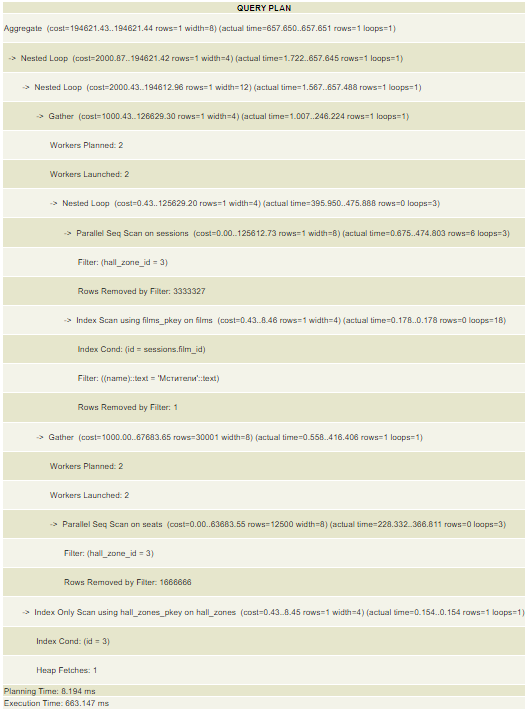 QUERY PLAN
Aggregate (cost=194621.43..194621.44 rows=1 width=8) (actual time=657.650..657.651 rows=1 loops=1)
-> Nested Loop (cost=2000.87..194621.42 rows=1 width=4) (actual time=1.722..657.645 rows=1 loops=1)
-> Nested Loop (cost=2000.43..194612.96 rows=1 width=12) (actual time=1.567..657.488 rows=1 loops=1)
-> Gather (cost=1000.43..126629.30 rows=1 width=4) (actual time=1.007..246.224 rows=1 loops=1)
Workers Planned: 2
Workers Launched: 2
-> Nested Loop (cost=0.43..125629.20 rows=1 width=4) (actual time=395.950..475.888 rows=0 loops=3)
-> Parallel Seq Scan on sessions (cost=0.00..125612.73 rows=1 width=8) (actual time=0.675..474.803 rows=6 loops=3)
Filter: (hall_zone_id = 3)
Rows Removed by Filter: 3333327
-> Index Scan using films_pkey on films (cost=0.43..8.46 rows=1 width=4) (actual time=0.178..0.178 rows=0 loops=18)
Index Cond: (id = sessions.film_id)
Filter: ((name)::text = 'Мстители'::text)
Rows Removed by Filter: 1
-> Gather (cost=1000.00..67683.65 rows=30001 width=8) (actual time=0.558..416.406 rows=1 loops=1)
Workers Planned: 2
Workers Launched: 2
-> Parallel Seq Scan on seats (cost=0.00..63683.55 rows=12500 width=8) (actual time=228.332..366.811 rows=0 loops=3)
Filter: (hall_zone_id = 3)
Rows Removed by Filter: 1666666
-> Index Only Scan using hall_zones_pkey on hall_zones (cost=0.43..8.45 rows=1 width=4) (actual time=0.154..0.154 rows=1 loops=1)
Index Cond: (id = 3)
Heap Fetches: 1
Planning Time: 8.194 ms
Execution Time: 663.147 ms